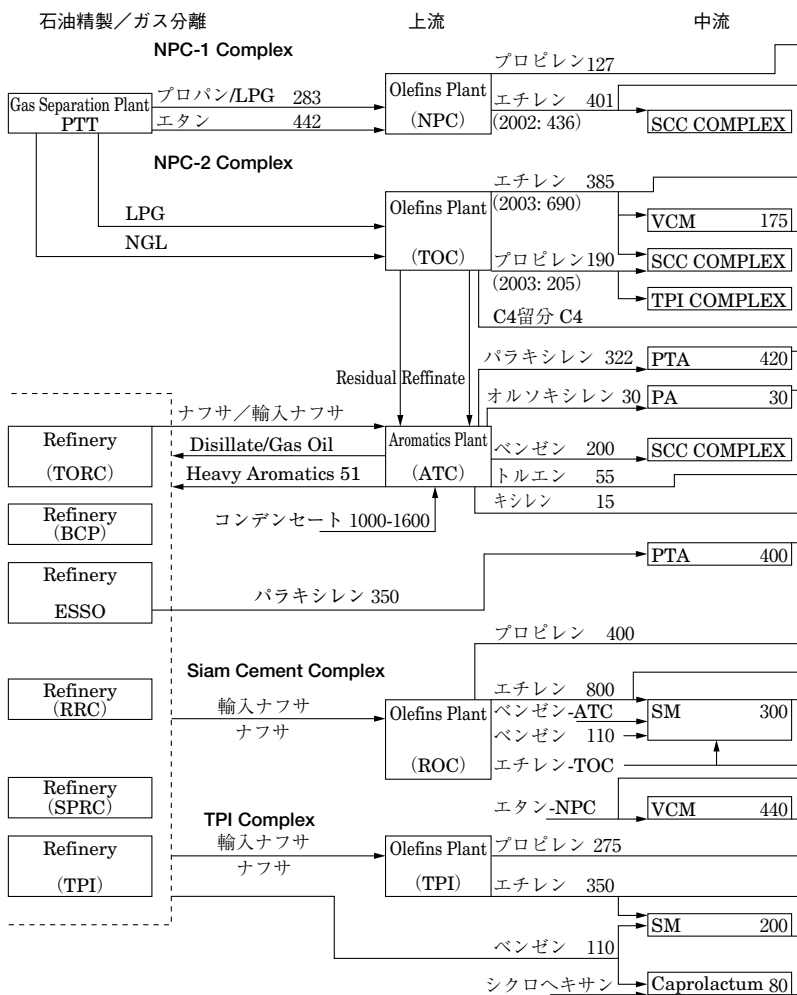 石油精製／ガス分離 上流 中流
NPC-1 Complex
プロピレン127
Gas Separation Plant
PTT
プロパン/LPG 283
エタン 442
Olefins Plant
(NPC)
エチレン 401
(2002: 436)
SCC COMPLEX
NPC-2 Complex
エチレン 385
(2003: 690)
LPG
NGL
Olefins Plant
(TOC)
VCM 175
プロピレン190
(2003: 205)
SCC COMPLEX
TPI COMPLEX
C4留分 C4
パラキシレン 322
PTA 420
Residual Reffinate
オルソキシレン 30
PA 30
ナフサ／輸入ナフサ
Refinery
(TORC)
Disillate/Gas Oil
Heavy Aromatics 51
Aromatics Plant
(ATC)
ベンゼン 200
SCC COMPLEX
トルエン 55
キシレン 15
Refinery
(BCP)
コンデンセート 1000-1600
PTA 400
Refinery
ESSO
パラキシレン 350
プロピレン 400
Siam Cement Complex
Refinery
(RRC)
輸入ナフサ
ナフサ
Olefins Plant
(ROC)
エチレン 800
ベンゼン-ATC
ベンゼン 110
エチレン-TOC
SM 300
Refinery
(SPRC)
エタン-NPC
VCM 440
TPI Complex
Refinery
(TPI)
輸入ナフサ
ナフサ
Olefins Plant
(TPI)
プロピレン 275
エチレン 350
SM 200
ベンゼン 110
シクロヘキサン
Caprolactum 80